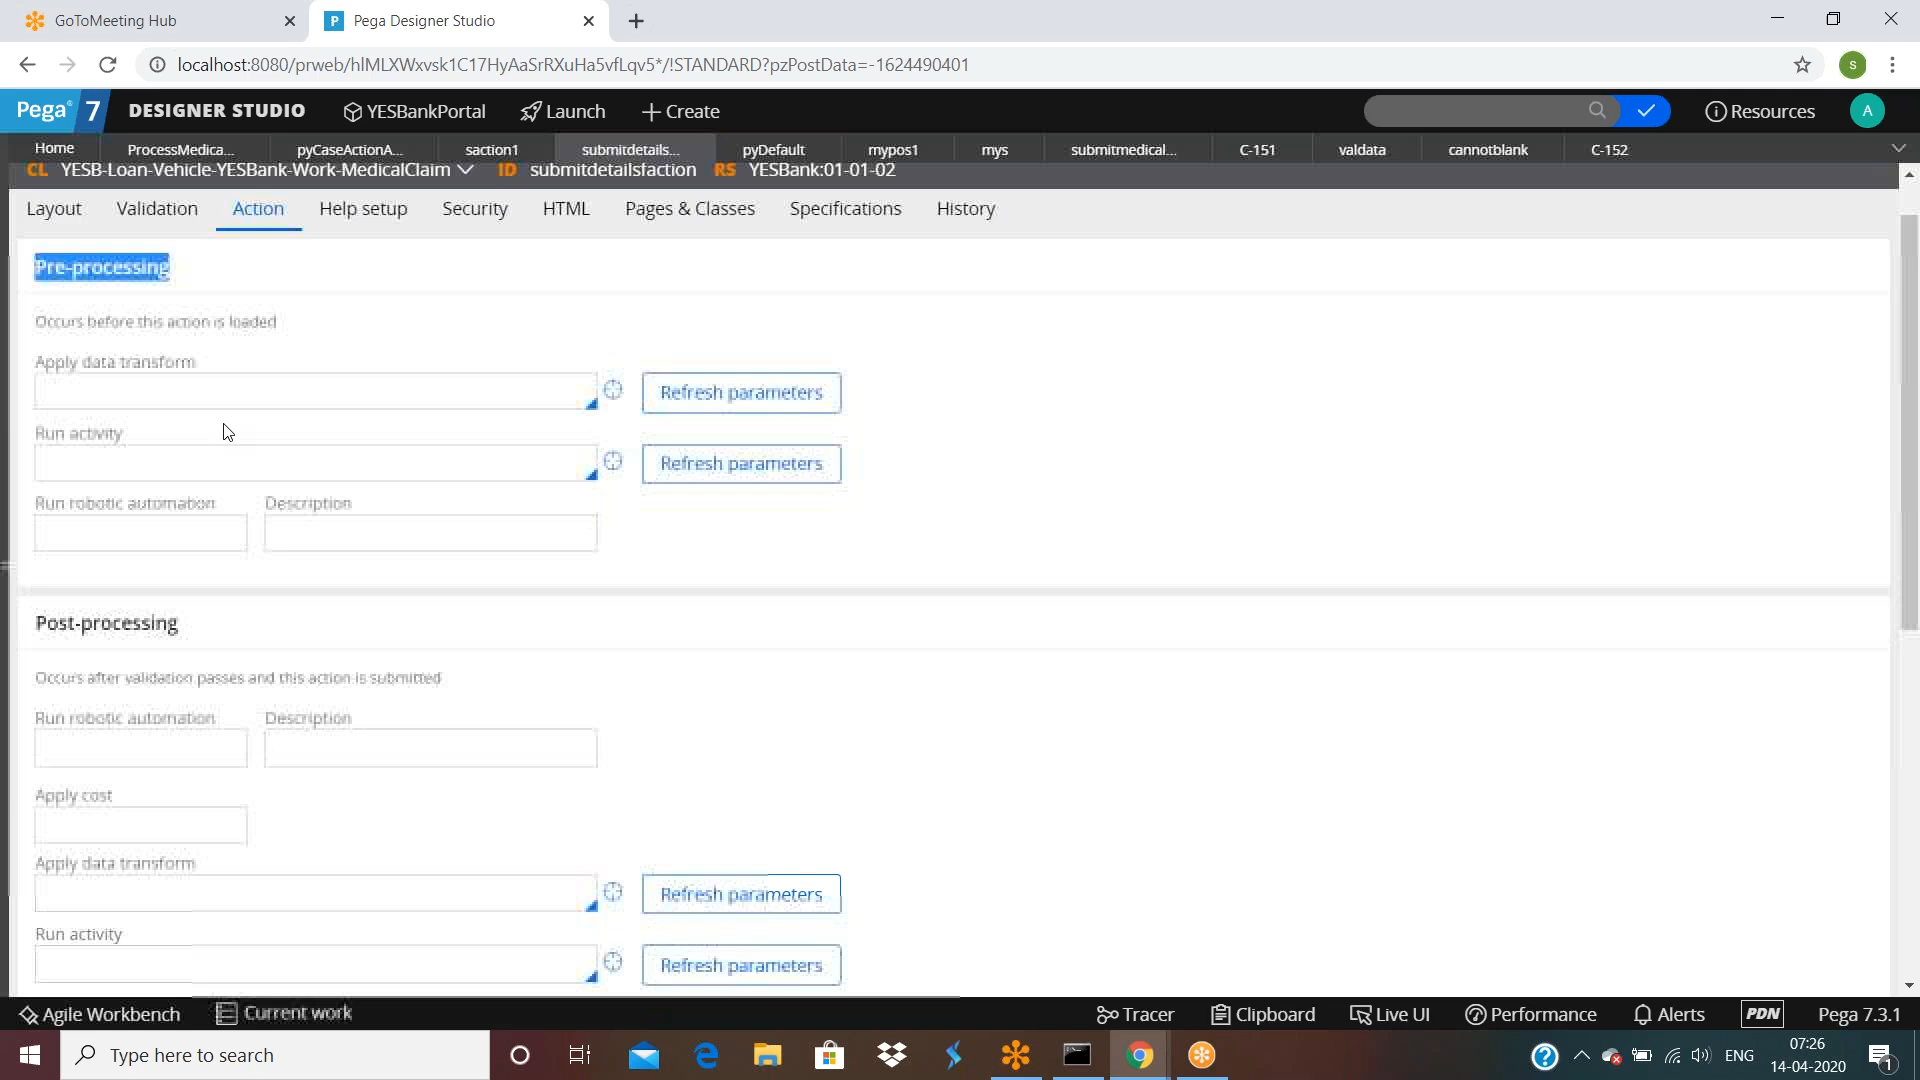 GoToMeeting Hub
P Pega Designer Studio
localhost:8080/prweb/hIMLXWxvsk1C17HyAaSrRXuHa5vfLqv5*/!STANDARD?pzPostData=-1624490401
s
Pega 7 DESIGNER STUDIO YESBankPortal Launch Create Resources A
Home ProcessMedica... pyCaseActionA... saction1 submitdetails... pyDefault mypos1 mys submitmedical... C-151 valdata cannotblank C-152
CL YESB-Loan-Vehicle-YESBank-Work-MedicalClaim ID submitdetailsfaction RS YESBank:01-01-02
Layout Validation Action Help setup Security HTML Pages & Classes Specifications History
Pre-processing
Occurs before this action is loaded
Apply data transform
Refresh parameters
Run activity
Refresh parameters
Run robotic automation Description
Post-processing
Occurs after validation passes and this action is submitted
Run robotic automation Description
Apply cost
Apply data transform
Refresh parameters
Run activity
Refresh parameters
Agile Workbench Current work Tracer Clipboard Live UI Performance Alerts PDN Pega 7.3.1
Type here to search
ENG
07:26
14-04-2020
1